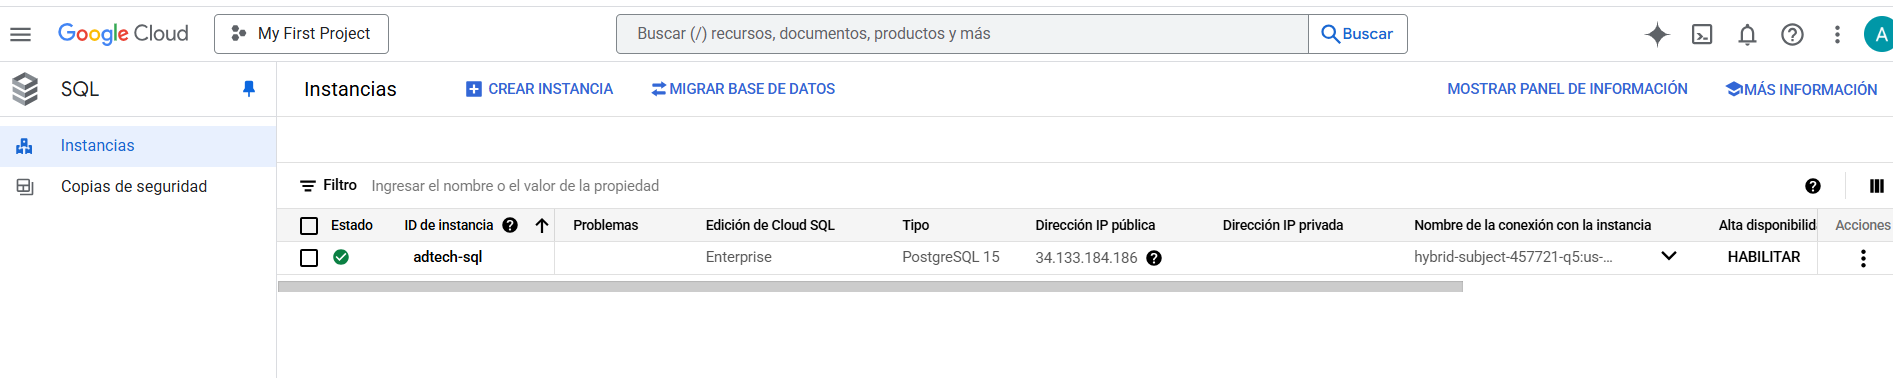 Google Cloud
My First Project
Buscar (/) recursos, documentos, productos y más
Buscar
A
SQL
Instancias
CREAR INSTANCIA
MIGRAR BASE DE DATOS
MOSTRAR PANEL DE INFORMACIÓN
MÁS INFORMACIÓN
Instancias
Copias de seguridad
Filtro
Ingresar el nombre o el valor de la propiedad
Estado
ID de instancia
Problemas
Edición de Cloud SQL
Tipo
Dirección IP pública
Dirección IP privada
Nombre de la conexión con la instancia
Alta disponibilid
Acciones
adtech-sql
Enterprise
PostgreSQL 15
34.133.184.186
hybrid-subject-457721-q5:us-...
HABILITAR